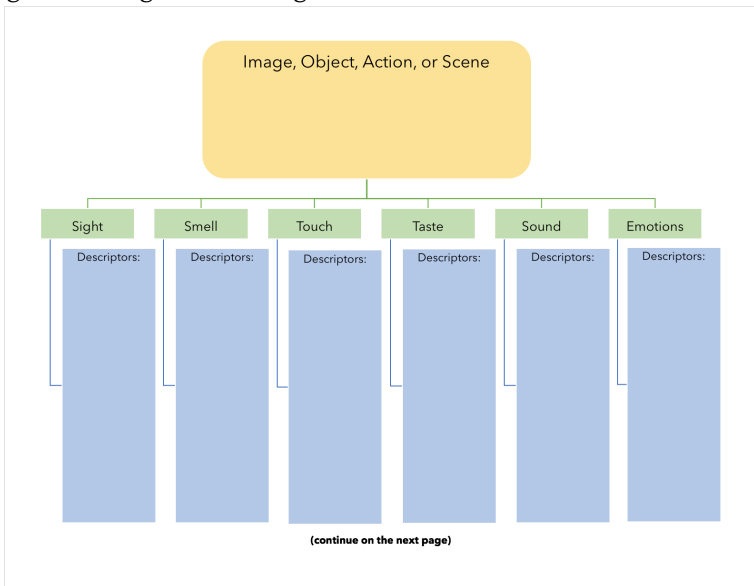 Image, Object, Action, or Scene
Sight
Smell
Touch
Taste
Sound
Emotions
Descriptors:
Descriptors:
Descriptors:
Descriptors:
Descriptors:
Descriptors:
(continue on the next page)